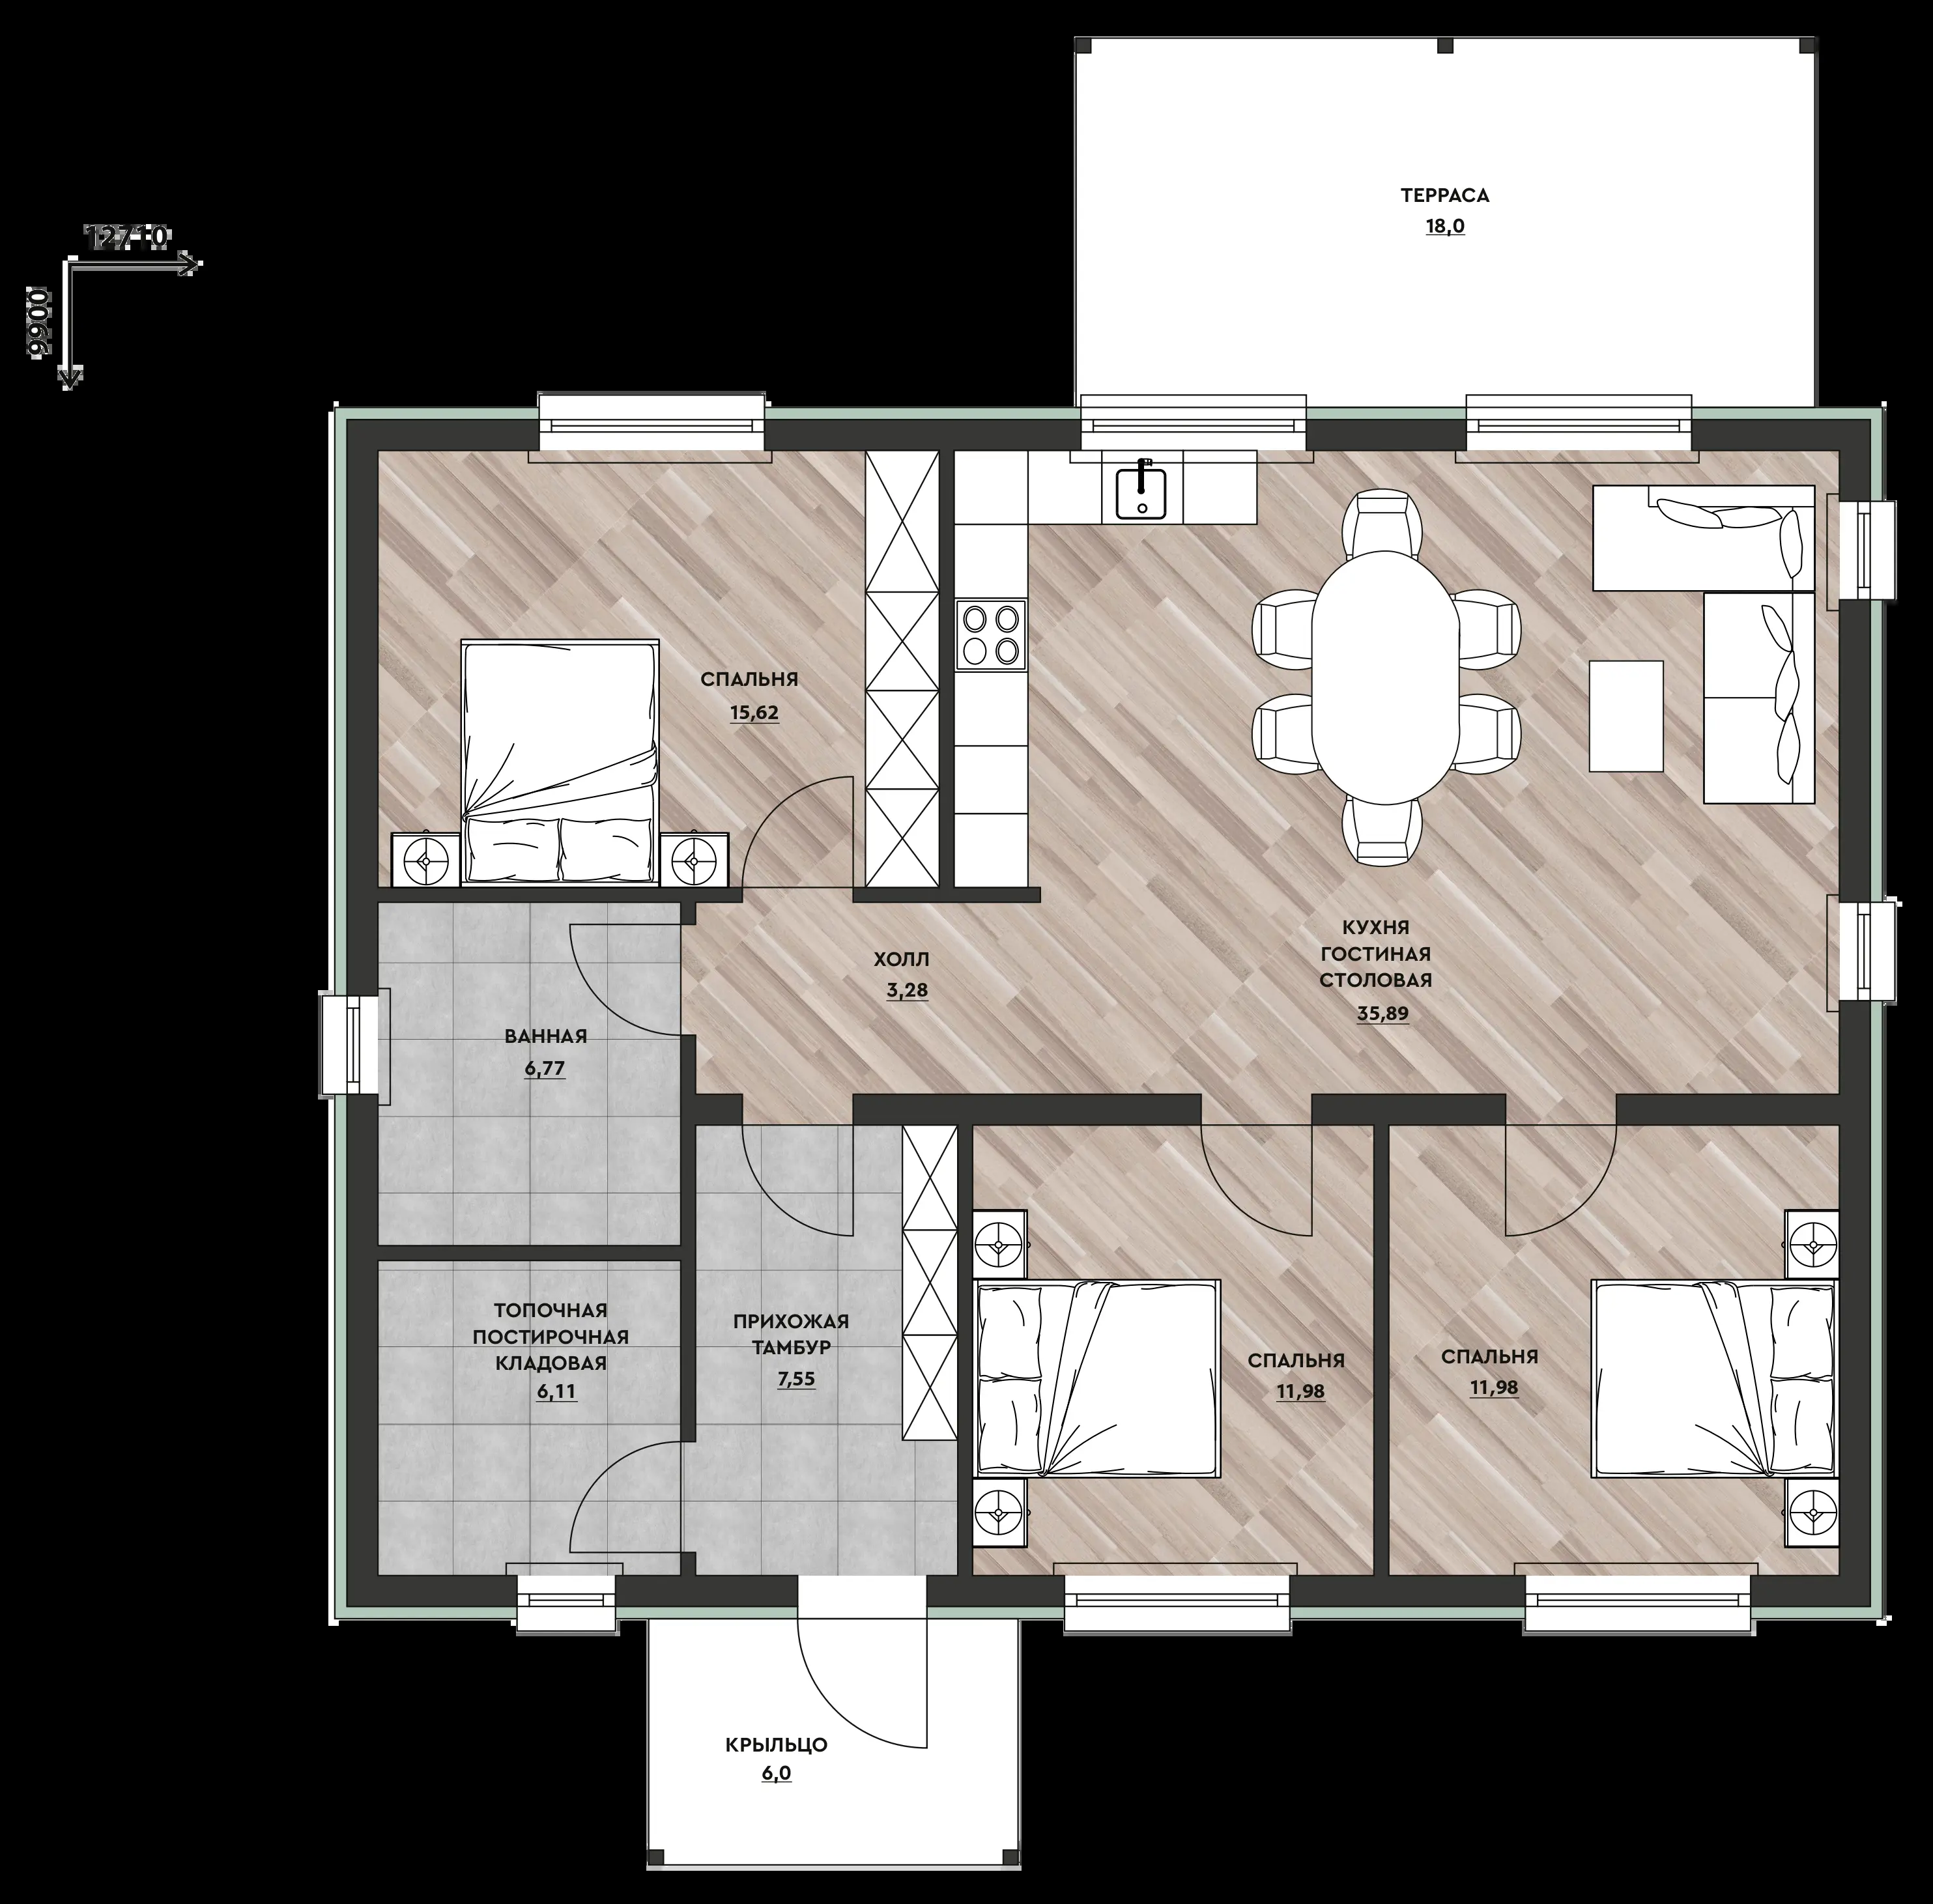 ТЕРРАСА
18,0
12710
9900
СПАЛЬНЯ
15,62
КУХНЯ
ГОСТИНАЯ
СТОЛОВАЯ
35,89
ХОЛЛ
3,28
ВАННАЯ
6,77
ТОПОЧНАЯ
ПОСТИРОЧНАЯ
КЛАДОВАЯ
6,11
ПРИХОЖАЯ
ТАМБУР
7,55
СПАЛЬНЯ
11,98
СПАЛЬНЯ
11,98
КРЫЛЬЦО
6,0